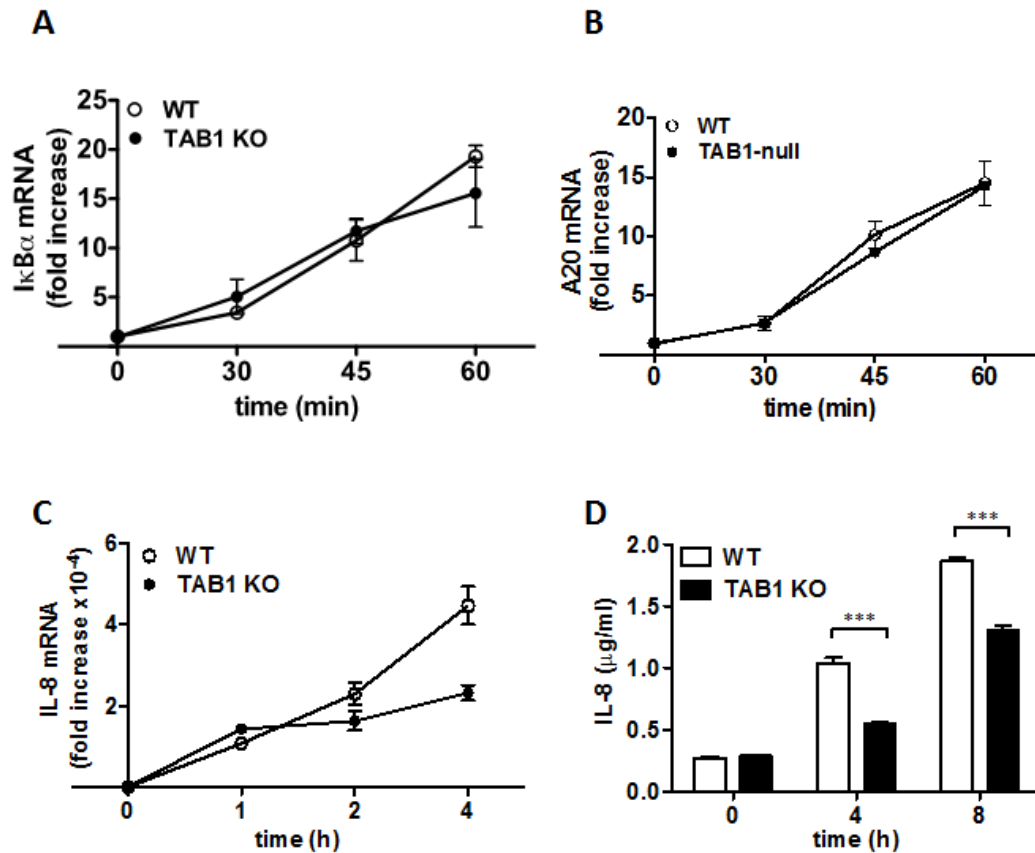 A
IκBα mRNA
(fold increase)
25
20
15
10
5
WT
TAB1 KO
0 30 45 60
time (min)
B
A20 mRNA
(fold increase)
20
15
10
5
WT
TAB1-null
0 30 45 60
time (min)
C
IL-8 mRNA
(fold increase x10-4)
6
4
2
WT
TAB1 KO
0 1 2 4
time (h)
D
IL-8 (μg/ml)
2.0
1.5
1.0
0.5
0.0
WT
TAB1 KO
***
***
0 4 8
time (h)